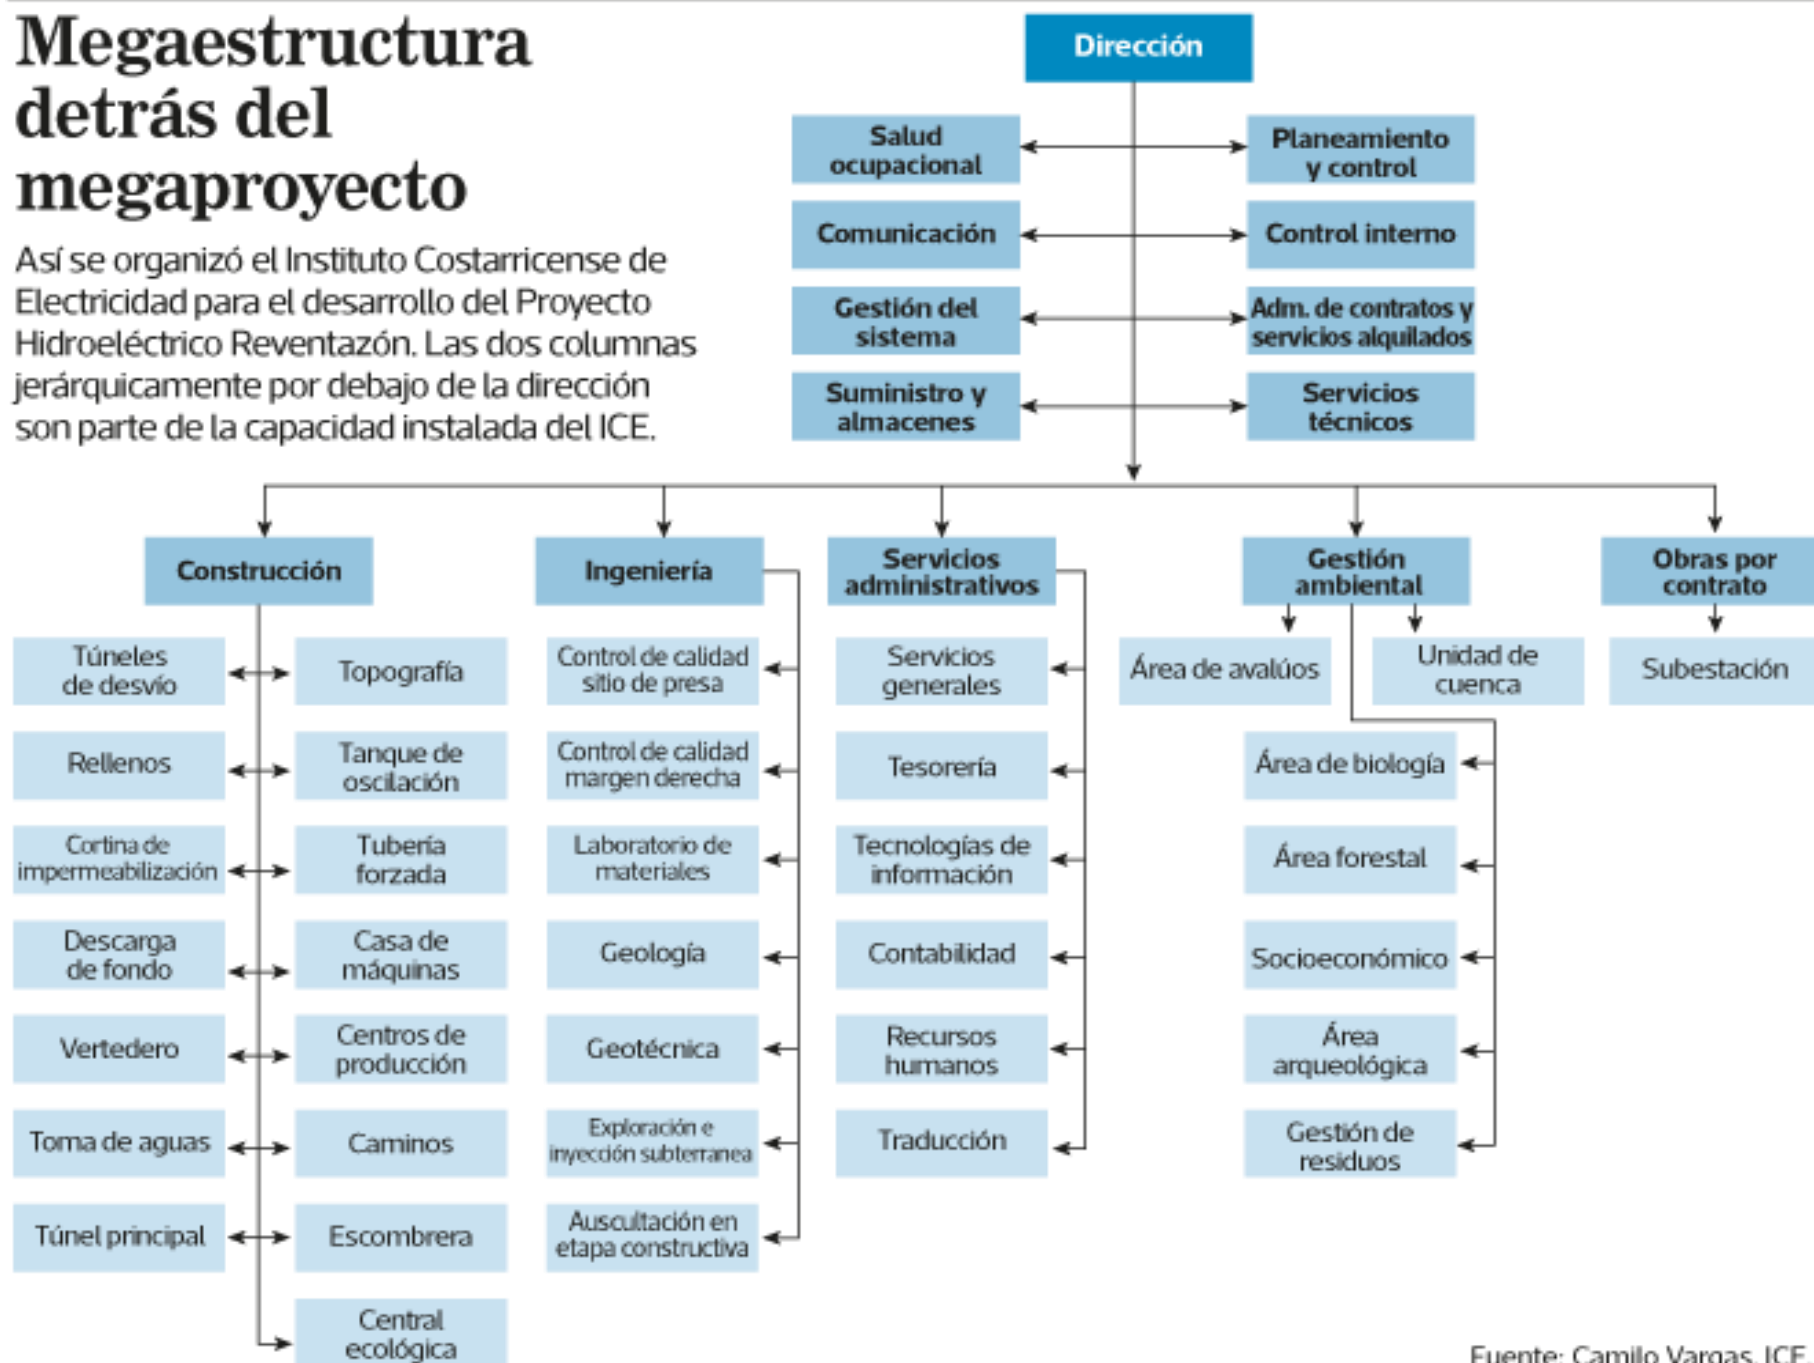 Megaestructura
detrás del
megaproyecto
Así se organizó el Instituto Costarricense de
Electricidad para el desarrollo del Proyecto
Hidroeléctrico Reventazón. Las dos columnas
jerárquicamente por debajo de la dirección
son parte de la capacidad instalada del ICE.
Dirección
Salud
ocupacional
Planeamiento
y control
Comunicación
Control interno
Gestión del
sistema
Adm. de contratos y
servicios alquilados
Suministro y
almacenes
Servicios
técnicos
Construcción
Túneles
de desvío
Topografía
Rellenos
Tanque de
oscilación
Cortina de
impermeabilización
Tubería
forzada
Descarga
de fondo
Casa de
máquinas
Vertedero
Centros de
producción
Toma de aguas
Caminos
Túnel principal
Escombrera
Central
ecológica
Ingeniería
Control de calidad
sitio de presa
Control de calidad
margen derecha
Laboratorio de
materiales
Geología
Geotécnica
Exploración e
inyección subterranea
Auscultación en
etapa constructiva
Servicios
administrativos
Servicios
generales
Tesorería
Tecnologías de
información
Contabilidad
Recursos
humanos
Traducción
Gestión
ambiental
Área de avalúos
Unidad de
cuenca
Área de biología
Área forestal
Socioeconómico
Área
arqueológica
Gestión de
residuos
Obras por
contrato
Subestación
Fuente: Camilo Vargas, ICE.